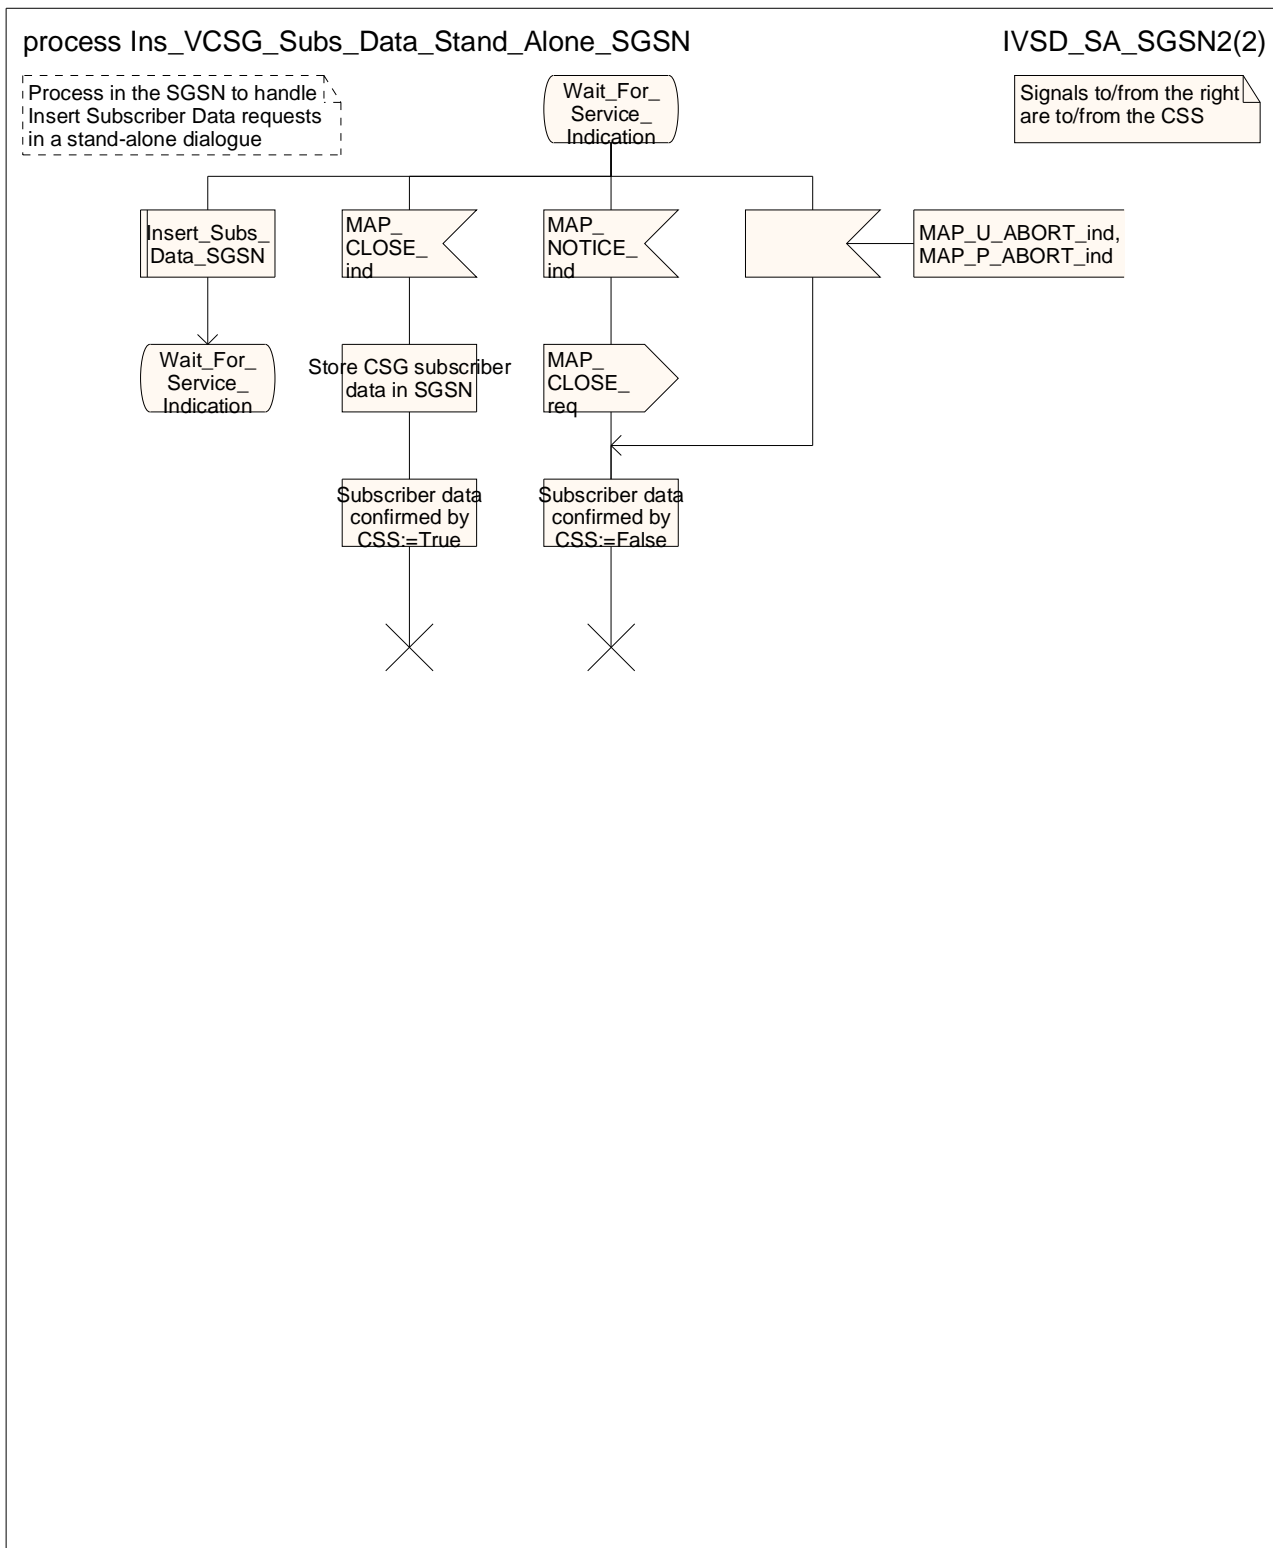 process Ins_VCSG_Subs_Data_Stand_Alone_SGSN
IVSD_SA_SGSN2(2)
Process in the SGSN to handle
Insert Subscriber Data requests
in a stand-alone dialogue
Wait_For_
Service_
Indication
Signals to/from the right
are to/from the CSS
Insert_Subs_
Data_SGSN
MAP_
CLOSE_
ind
MAP_
NOTICE_
ind
MAP_U_ABORT_ind,
MAP_P_ABORT_ind
Wait_For_
Service_
Indication
Store CSG subscriber
data in SGSN
MAP_
CLOSE_
req
Subscriber data
confirmed by
CSS:=True
Subscriber data
confirmed by
CSS:=False